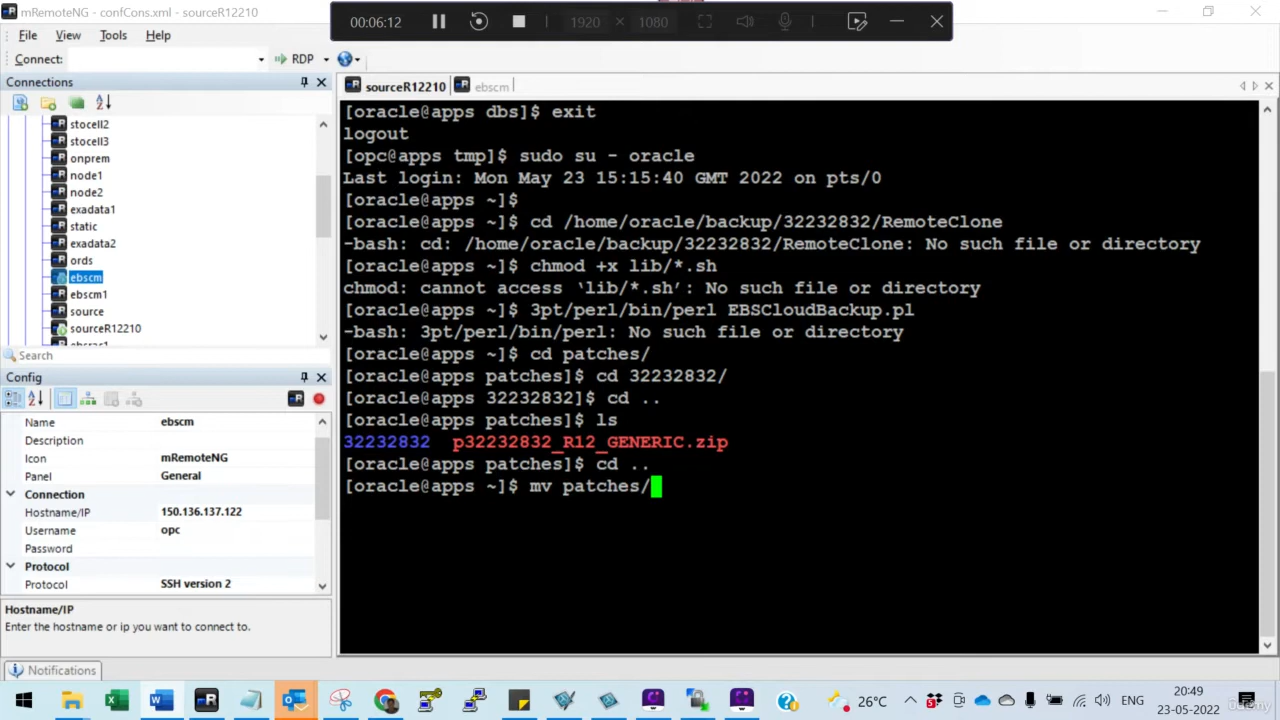 mRemoteNG - confCons.xml - sourceR12210
00:06:12
1920 × 1080
File View Tools Help
Connect:
RDP
Connections
stocell2
stocell3
onprem
node1
node2
exadata1
static
exadata2
ords
ebscm
ebscm1
source
sourceR12210
Search
Config
Name ebscm
Description
Icon mRemoteNG
Panel General
Connection
Hostname/IP 150.136.137.122
Username opc
Password
Protocol
Protocol SSH version 2
Hostname/IP
Enter the hostname or ip you want to connect to.
Notifications
sourceR12210 ebscm
[oracle@apps dbs]$ exit
logout
[opc@apps tmp]$ sudo su - oracle
Last login: Mon May 23 15:15:40 GMT 2022 on pts/0
[oracle@apps ~]$
[oracle@apps ~]$ cd /home/oracle/backup/32232832/RemoteClone
-bash: cd: /home/oracle/backup/32232832/RemoteClone: No such file or directory
[oracle@apps ~]$ chmod +x lib/*.sh
chmod: cannot access ‘lib/*.sh’: No such file or directory
[oracle@apps ~]$ 3pt/perl/bin/perl EBSCloudBackup.pl
-bash: 3pt/perl/bin/perl: No such file or directory
[oracle@apps ~]$ cd patches/
[oracle@apps patches]$ cd 32232832/
[oracle@apps 32232832]$ cd ..
[oracle@apps patches]$ ls
32232832 p32232832_R12_GENERIC.zip
[oracle@apps patches]$ cd ..
[oracle@apps ~]$ mv patches/
26°C
ENG
20:49
23-05-2022
Udemy